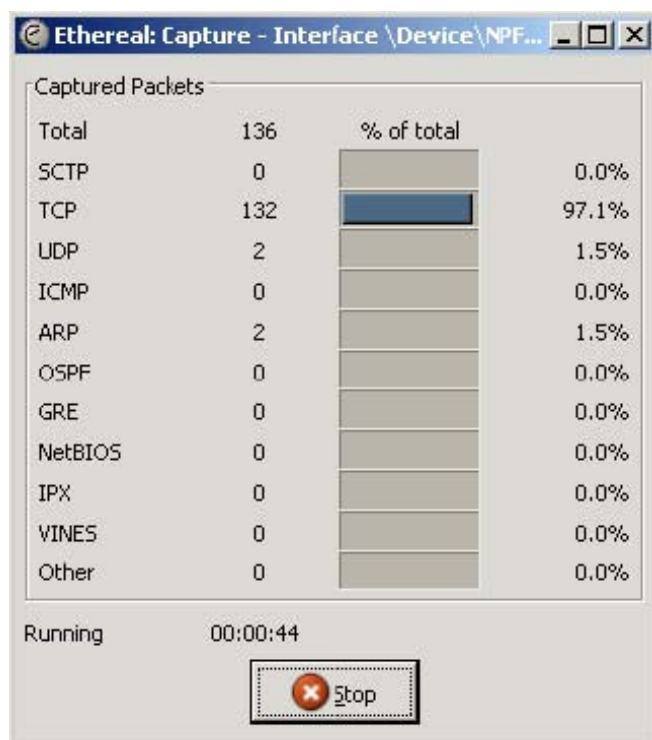 Ethereal: Capture - Interface \Device\NPF...
Captured Packets
Total 136 % of total
SCTP 0 0.0%
TCP 132 97.1%
UDP 2 1.5%
ICMP 0 0.0%
ARP 2 1.5%
OSPF 0 0.0%
GRE 0 0.0%
NetBIOS 0 0.0%
IPX 0 0.0%
VINES 0 0.0%
Other 0 0.0%
Running 00:00:44
Stop